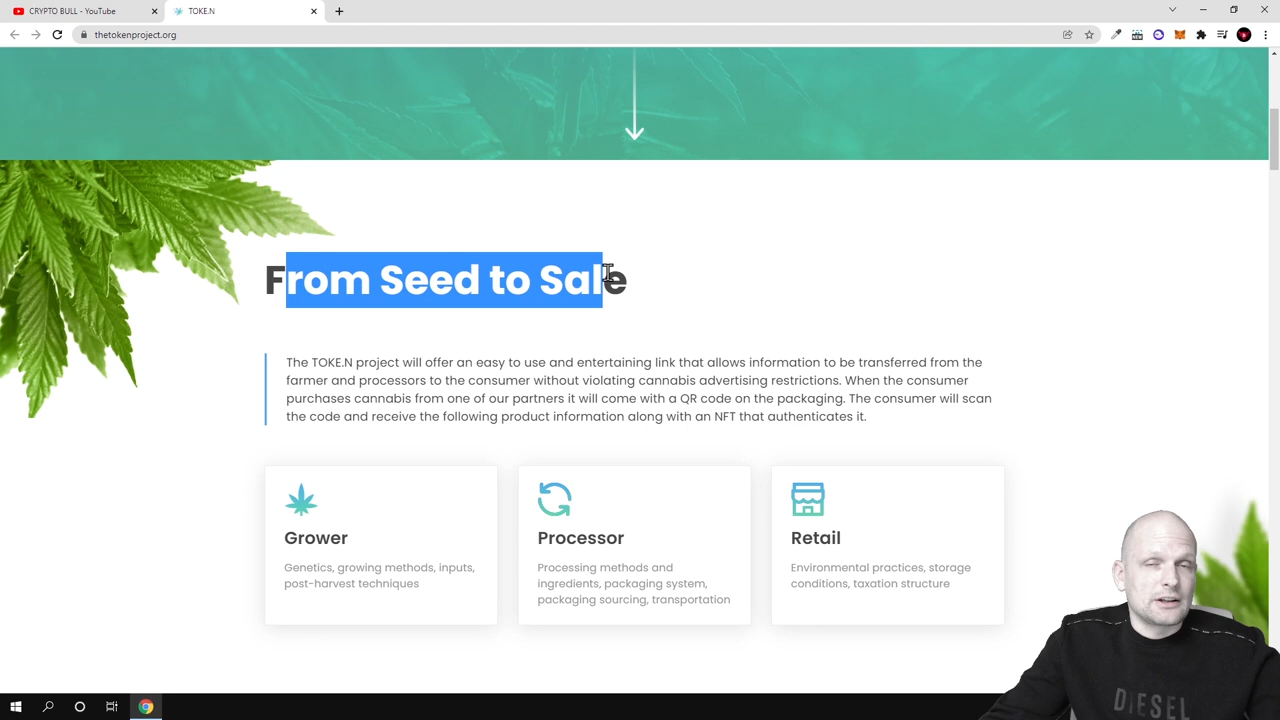 CRYPTO BULL - YouTube
TOKE.N
thetokenproject.org
From Seed to Sale
The TOKE.N project will offer an easy to use and entertaining link that allows information to be transferred from the
farmer and processors to the consumer without violating cannabis advertising restrictions. When the consumer
purchases cannabis from one of our partners it will come with a QR code on the packaging. The consumer will scan
the code and receive the following product information along with an NFT that authenticates it.
Grower
Genetics, growing methods, inputs,
post-harvest techniques
Processor
Processing methods and
ingredients, packaging system,
packaging sourcing, transportation
Retail
Environmental practices, storage
conditions, taxation structure
DIESEL